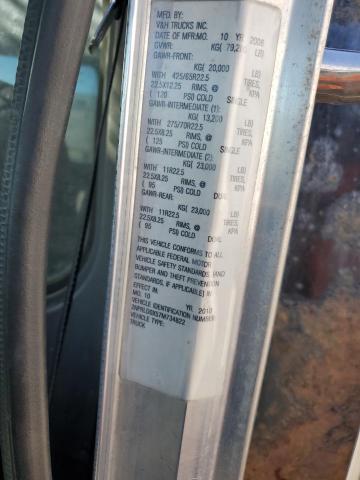 MFG. BY:
V&H TRUCKS INC.
DATE OF MFR:MO. 10 YR 2006
GVWR: KG( 79,200 LB)
GAWR-FRONT:
KG( 20,000 LB)
WITH 425/65R22.5 TIRES,
22.5X12.25 RIMS, @ KPA
( 120 PSI) COLD SINGLE
GAWR-INTERMEDIATE (1):
KG( 13,200 LB)
WITH 275/70R22.5 TIRES,
22.5X8.25 RIMS, @ KPA
( 125 PSI) COLD SINGLE
GAWR-INTERMEDIATE (2):
KG( 23,000 LB)
WITH 11R22.5 TIRES,
22.5X8.25 RIMS, @ KPA
( 95 PSI) COLD DUAL
GAWR-REAR:
KG( 23,000 LB)
WITH 11R22.5 TIRES,
22.5X8.25 RIMS, @ KPA
( 95 PSI) COLD DUAL
THIS VEHICLE CONFORMS TO ALL
APPLICABLE FEDERAL MOTOR
VEHICLE SAFETY STANDARDS, (AND
BUMPER AND THEFT PREVENTION
STANDARDS, IF APPLICABLE) IN
EFFECT IN:
MO. 10 YR 2010
VEHICLE IDENTIFICATION NUMBER:
VEHICLE TYPE:
TRUCK